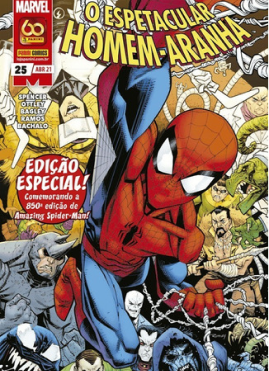 MARVEL
O ESPETACULAR
HOMEM-ARANHA
60
PANINI COMICS
25
ABR 21
SPENCER
OTTLEY
BAGLEY
RAMOS
BACHALO
EDIÇÃO
ESPECIAL!
Comemorando a
850ª edição de
Amazing Spider-Man!